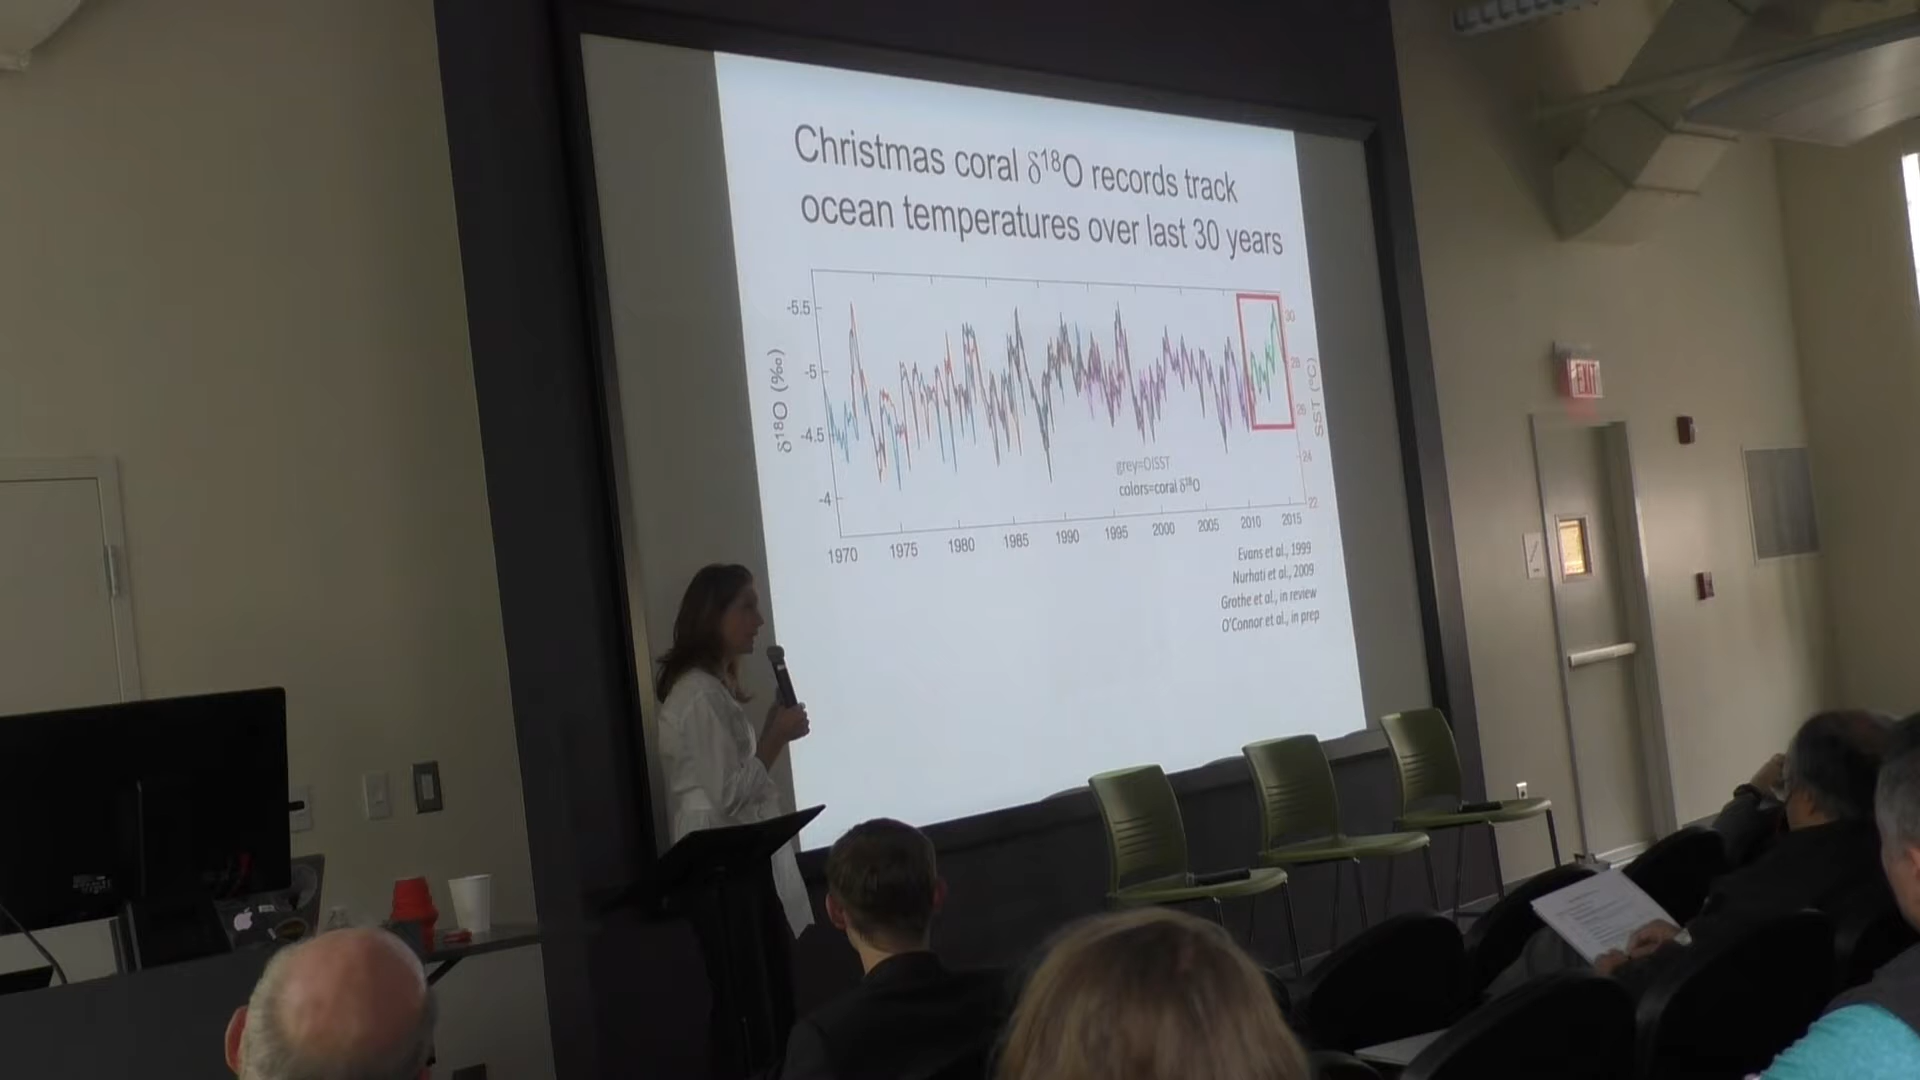 Christmas coral δ¹⁸O records track
ocean temperatures over last 30 years
-5.5
-5
-4.5
-4
δ¹⁸O (‰)
30
28
26
24
22
SST (°C)
grey=OISST
colors=coral δ¹⁸O
1970 1975 1980 1985 1990 1995 2000 2005 2010 2015
Evans et al., 1999
Nurhati et al., 2009
Grothe et al., in review
O'Connor et al., in prep
EXIT